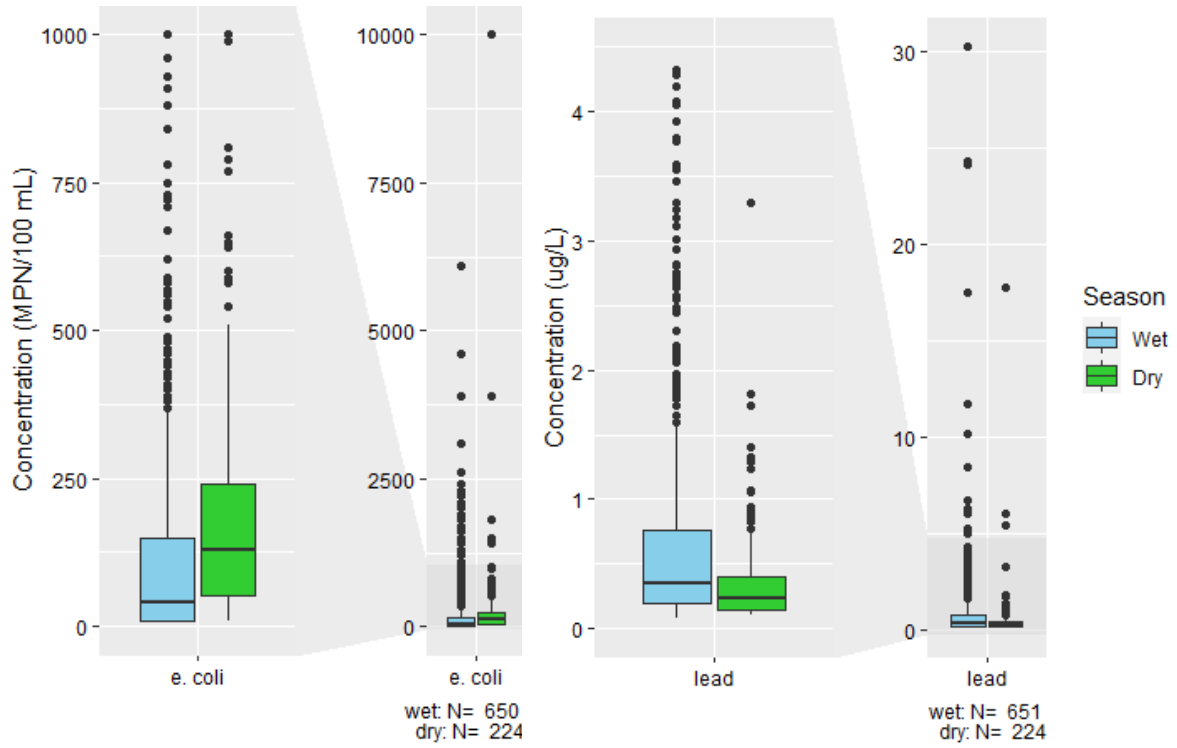 Concentration (MPN/100 mL)
1000
750
500
250
0
e. coli
10000
7500
5000
2500
0
e. coli
wet: N= 650
dry: N= 224
Concentration (ug/L)
4
3
2
1
0
lead
30
20
10
0
lead
wet: N= 651
dry: N= 224
Season
Wet
Dry